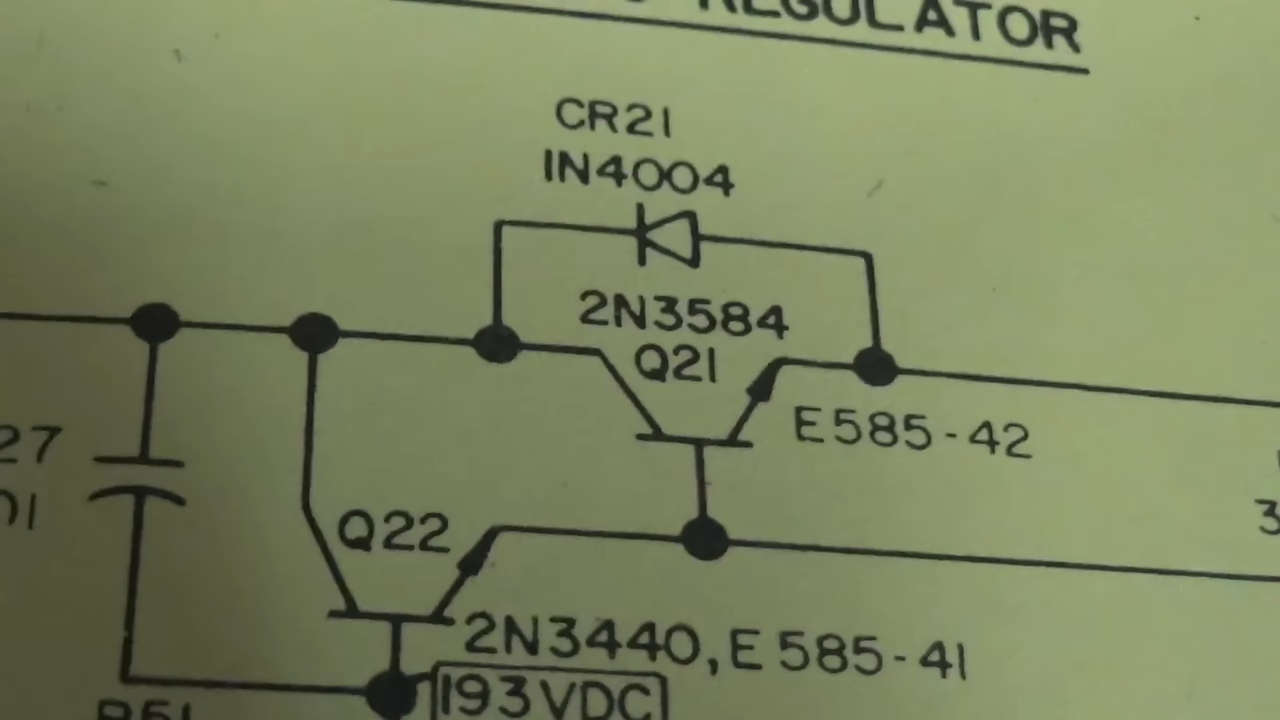 REGULATOR
CR21
IN4004
2N3584
Q21
E585-42
27
Q22
2N3440, E585-41
193VDC